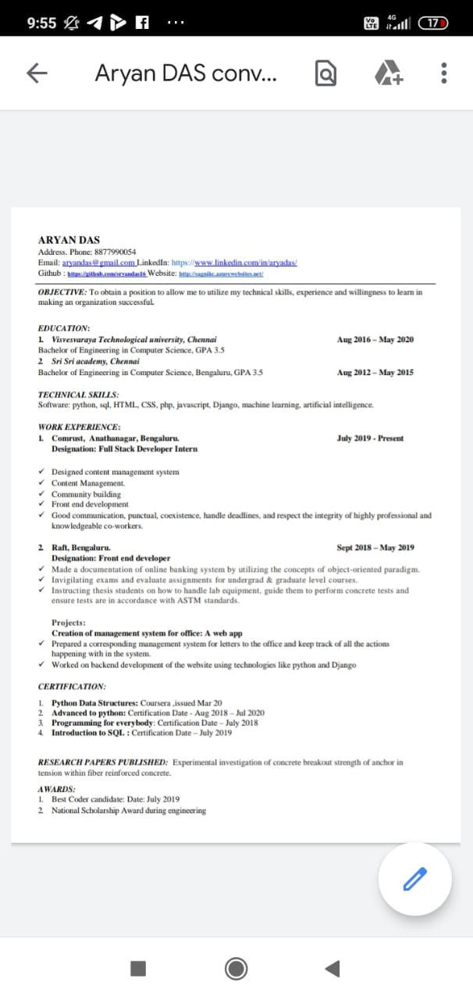 9:55
Vo LTE 4G 17
Aryan DAS conv...
ARYAN DAS
Address. Phone: 8877990054
Email: aryandas@gmail.com LinkedIn: https://www.linkedin.com/in/aryadas/
Github : https://github.com/aryandas16 Website: http://sagnikc.azurewebsites.net/
OBJECTIVE: To obtain a position to allow me to utilize my technical skills, experience and willingness to learn in
making an organization successful.
EDUCATION:
1. Visvesvaraya Technological university, Chennai Aug 2016 – May 2020
Bachelor of Engineering in Computer Science, GPA 3.5
2 Sri Sri academy, Chennai
Bachelor of Engineering in Computer Science, Bengaluru, GPA 3.5 Aug 2012 – May 2015
TECHNICAL SKILLS:
Software: python, sql, HTML, CSS, php, javascript, Django, machine learning, artificial intelligence.
WORK EXPERIENCE:
1. Comrust, Anathanagar, Bengaluru. July 2019 - Present
Designation: Full Stack Developer Intern
✓ Designed content management system
✓ Content Management.
✓ Community building
✓ Front end development
✓ Good communication, punctual, coexistence, handle deadlines, and respect the integrity of highly professional and
knowledgeable co-workers.
2 Raft, Bengaluru. Sept 2018 – May 2019
Designation: Front end developer
✓ Made a documentation of online banking system by utilizing the concepts of object-oriented paradigm.
✓ Invigilating exams and evaluate assignments for undergrad & graduate level courses.
✓ Instructing thesis students on how to handle lab equipment, guide them to perform concrete tests and
ensure tests are in accordance with ASTM standards.
Projects:
Creation of management system for office: A web app
✓ Prepared a corresponding management system for letters to the office and keep track of all the actions
happening with in the system.
✓ Worked on backend development of the website using technologies like python and Django
CERTIFICATION:
1. Python Data Structures: Coursera ,issued Mar 20
2 Advanced to python: Certification Date - Aug 2018 – Jul 2020
3. Programming for everybody: Certification Date – July 2018
4. Introduction to SQL : Certification Date – July 2019
RESEARCH PAPERS PUBLISHED: Experimental investigation of concrete breakout strength of anchor in
tension within fiber reinforced concrete.
AWARDS:
1. Best Coder candidate: Date: July 2019
2 National Scholarship Award during engineering